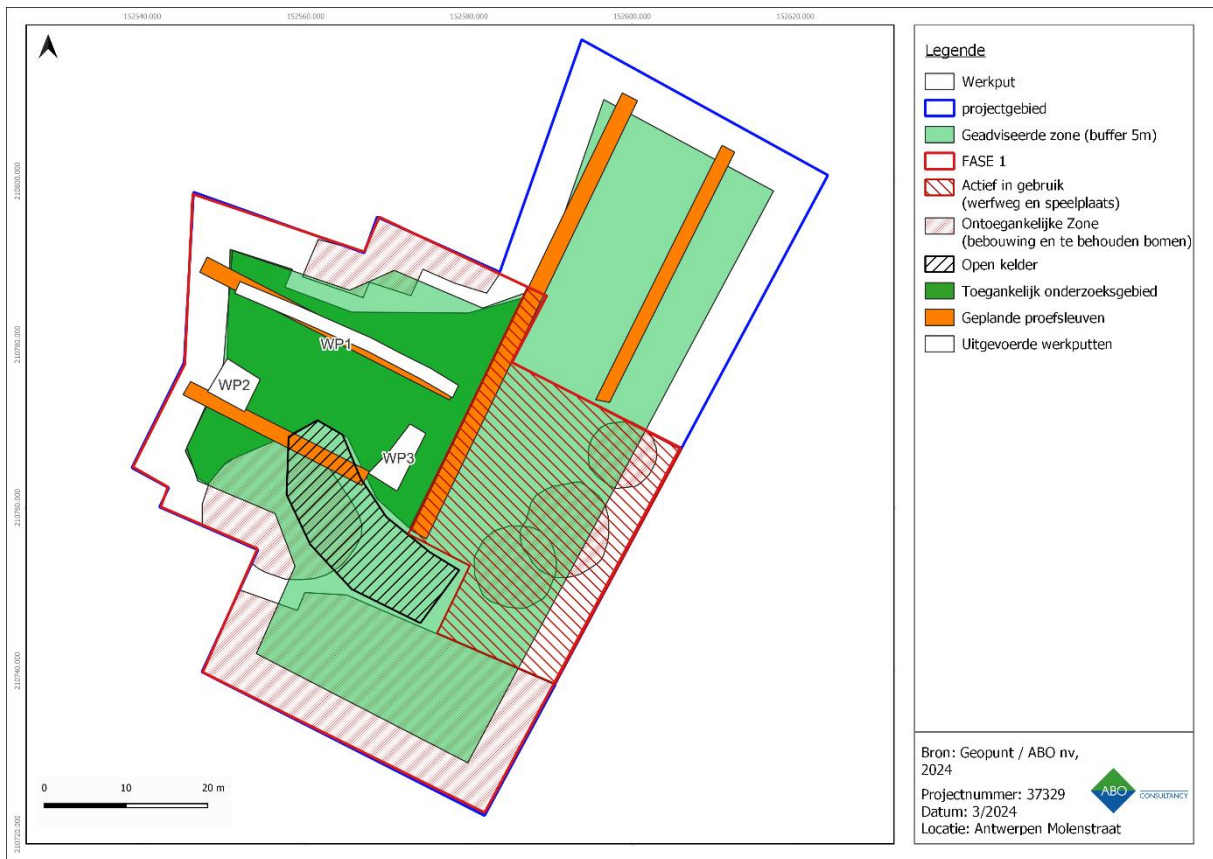 152540.000 152560.000 152580.000 152600.000 152620.000
210800.000
210780.000
210760.000
210740.000
210720.000
WP1
WP2
WP3
0 10 20 m
Legende
Werkput
projectgebied
Geadviseerde zone (buffer 5m)
FASE 1
Actief in gebruik
(werfweg en speelplaats)
Ontoegankelijke Zone
(bebouwing en te behouden bomen)
Open kelder
Toegankelijk onderzoeksgebied
Geplande proefsleuven
Uitgevoerde werkputten
Bron: Geopunt / ABO nv,
2024
Projectnummer: 37329
Datum: 3/2024
Locatie: Antwerpen Molenstraat
ABO CONSULTANCY